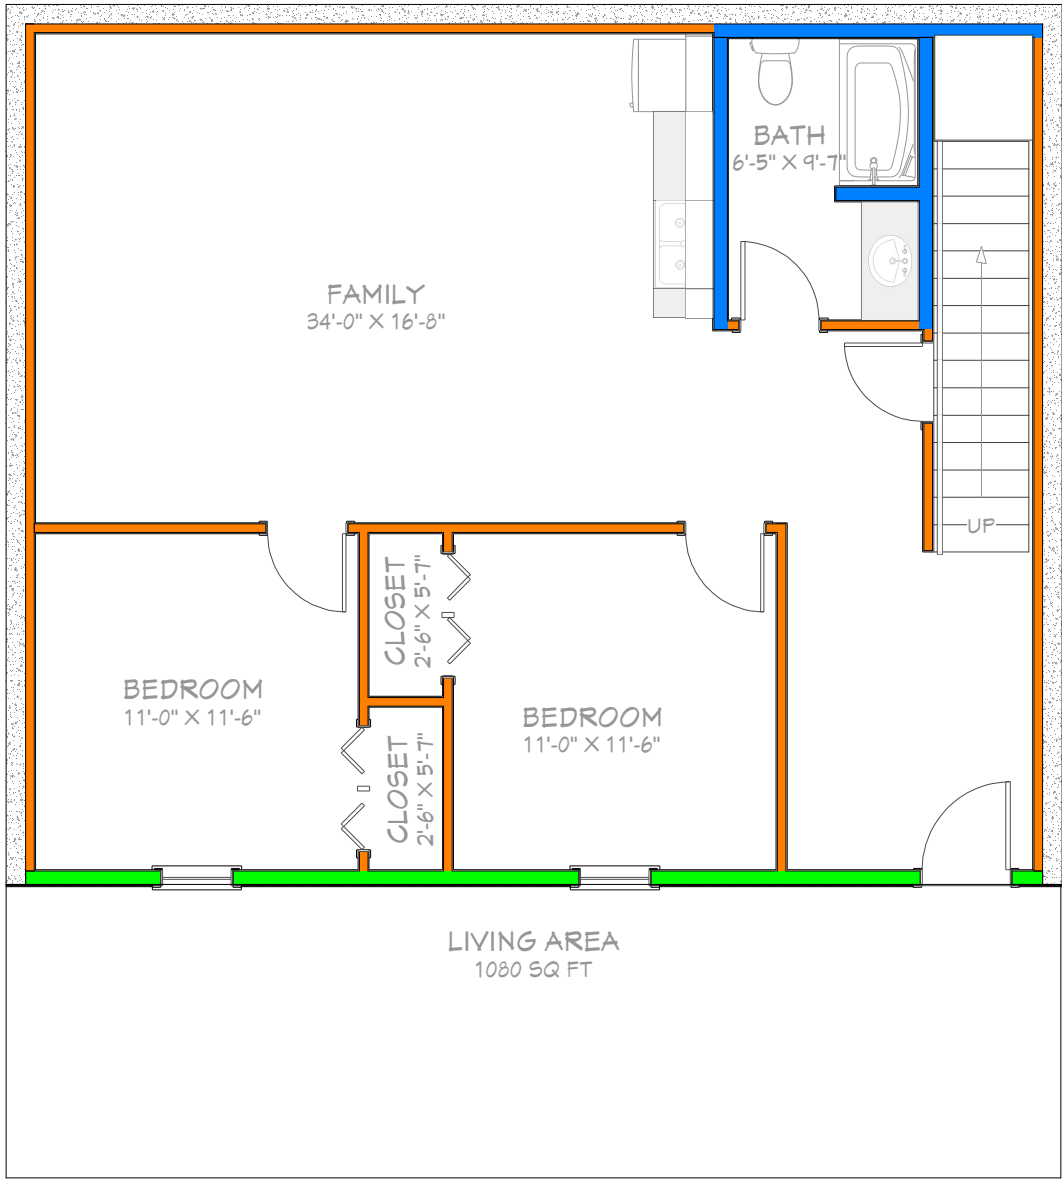 BATH
6'-5" X 9'-7"
FAMILY
34'-0" X 16'-8"
UP
CLOSET
2'-6" X 5'-7"
BEDROOM
11'-0" X 11'-6"
BEDROOM
11'-0" X 11'-6"
CLOSET
2'-6" X 5'-7"
LIVING AREA
1080 SQ FT